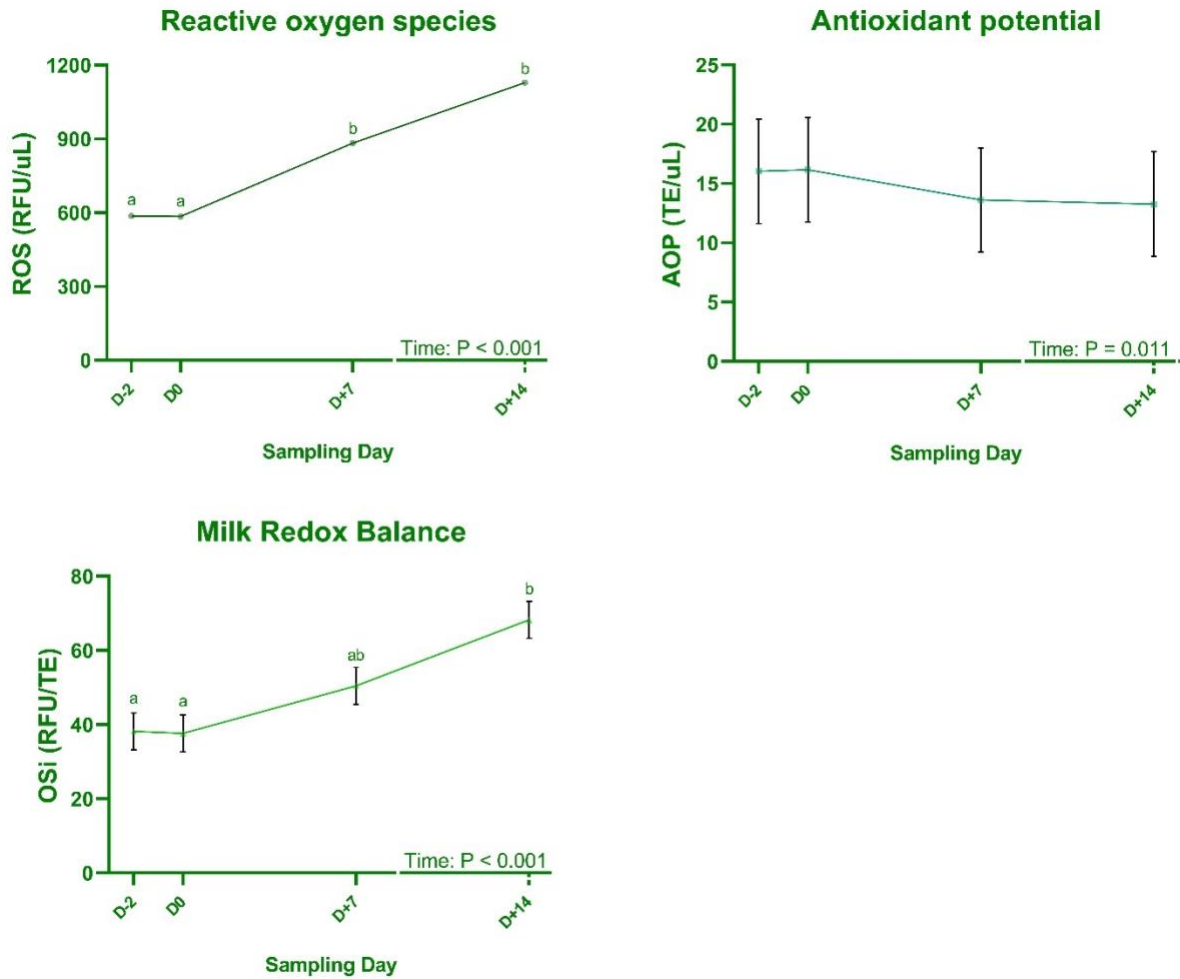 Reactive oxygen species
ROS (RFU/uL)
1200
900
600
300
0
a
a
b
b
Time: P < 0.001
D-2
D0
D+7
D+14
Sampling Day
Antioxidant potential
AOP (TE/uL)
25
20
15
10
5
0
Time: P = 0.011
D-2
D0
D+7
D+14
Sampling Day
Milk Redox Balance
OSi (RFU/TE)
80
60
40
20
0
a
a
ab
b
Time: P < 0.001
D-2
D0
D+7
D+14
Sampling Day